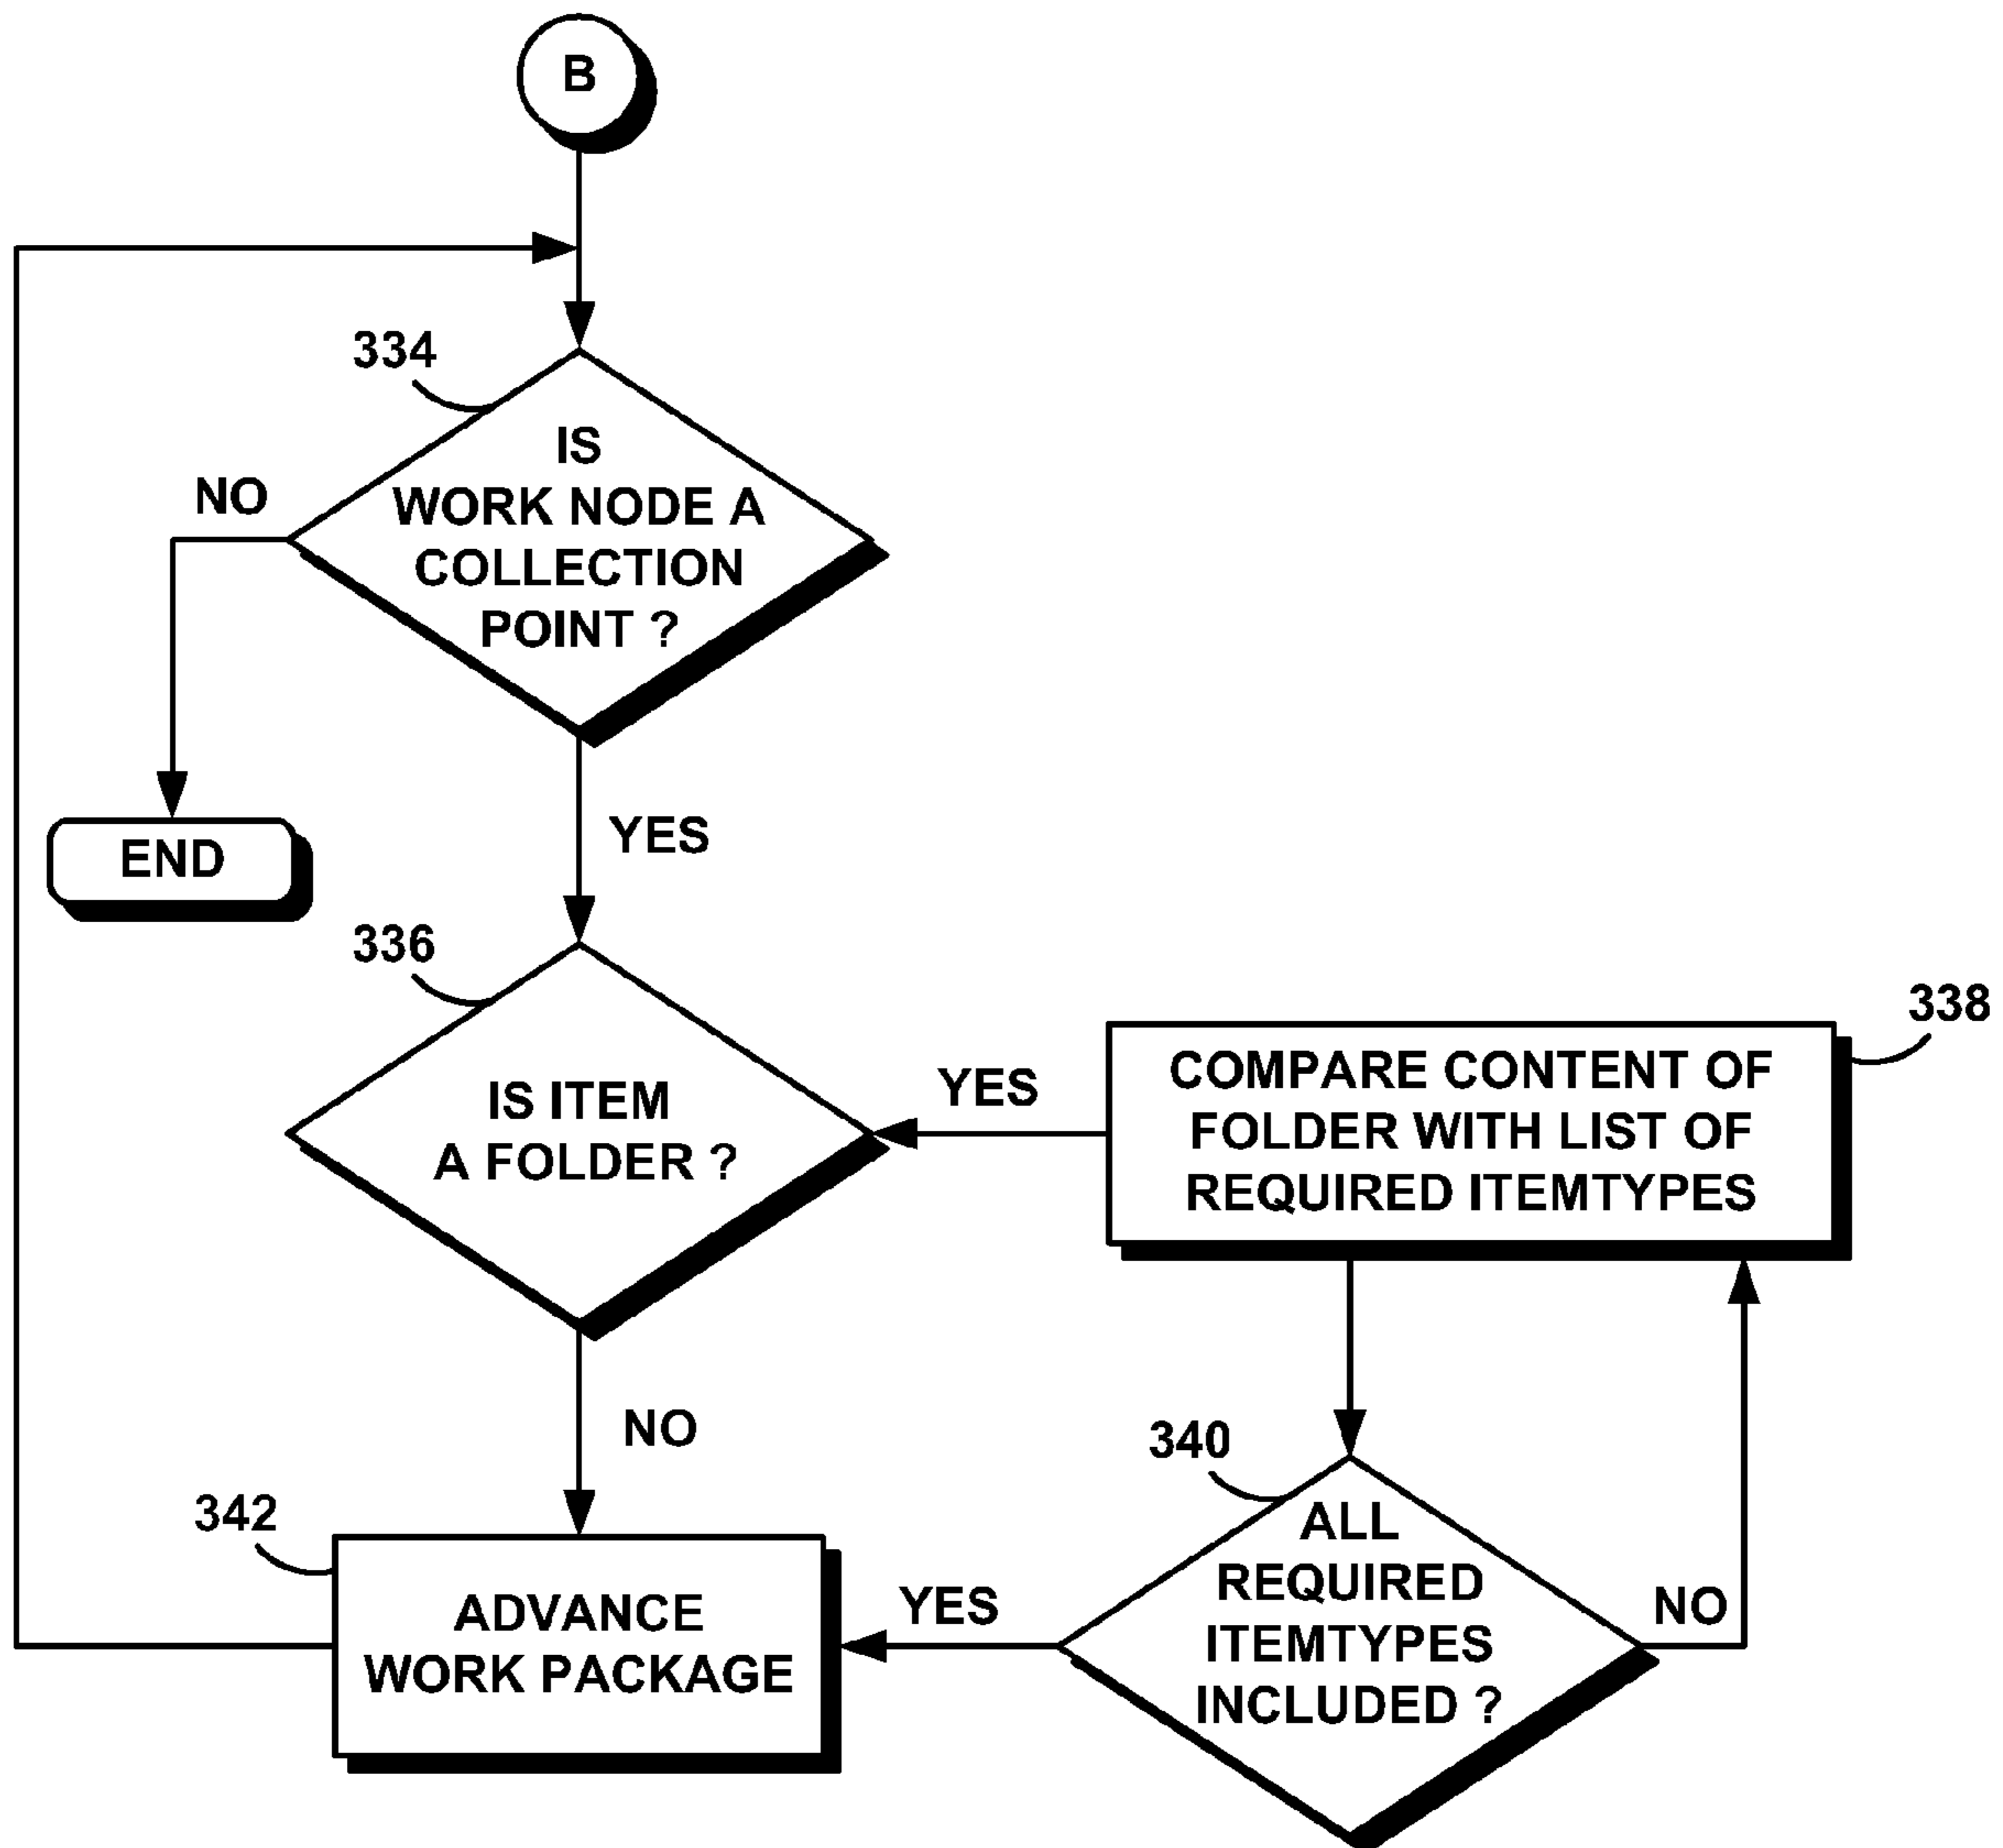 B
334
IS
WORK NODE A
COLLECTION
POINT ?
NO
YES
END
336
IS ITEM
A FOLDER ?
YES
338
COMPARE CONTENT OF
FOLDER WITH LIST OF
REQUIRED ITEMTYPES
NO
340
ALL
REQUIRED
ITEMTYPES
INCLUDED ?
NO
YES
342
ADVANCE
WORK PACKAGE